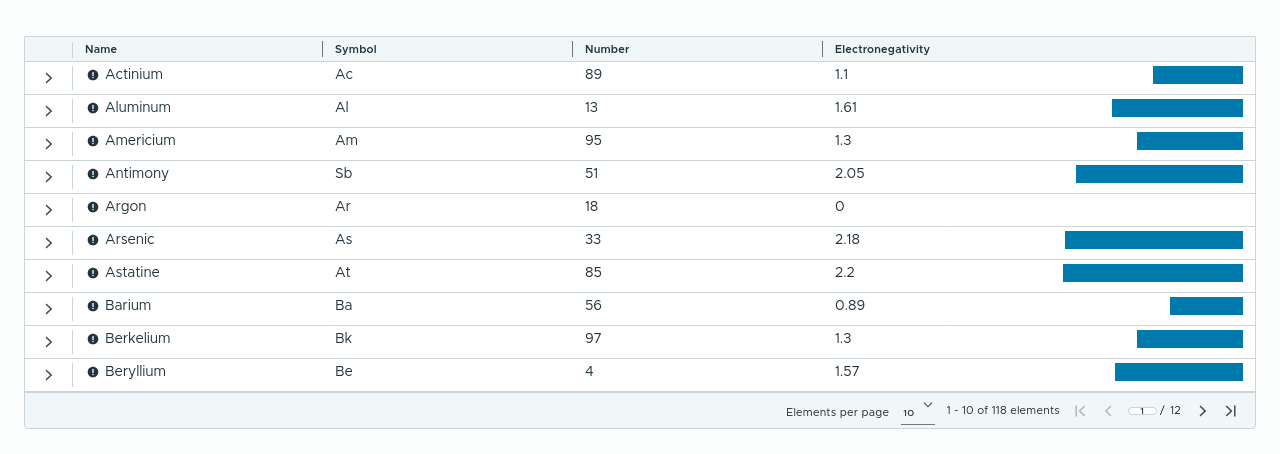 Name Symbol Number Electronegativity
Actinium Ac 89 1.1
Aluminum Al 13 1.61
Americium Am 95 1.3
Antimony Sb 51 2.05
Argon Ar 18 0
Arsenic As 33 2.18
Astatine At 85 2.2
Barium Ba 56 0.89
Berkelium Bk 97 1.3
Beryllium Be 4 1.57
Elements per page 10 1 - 10 of 118 elements 1 / 12